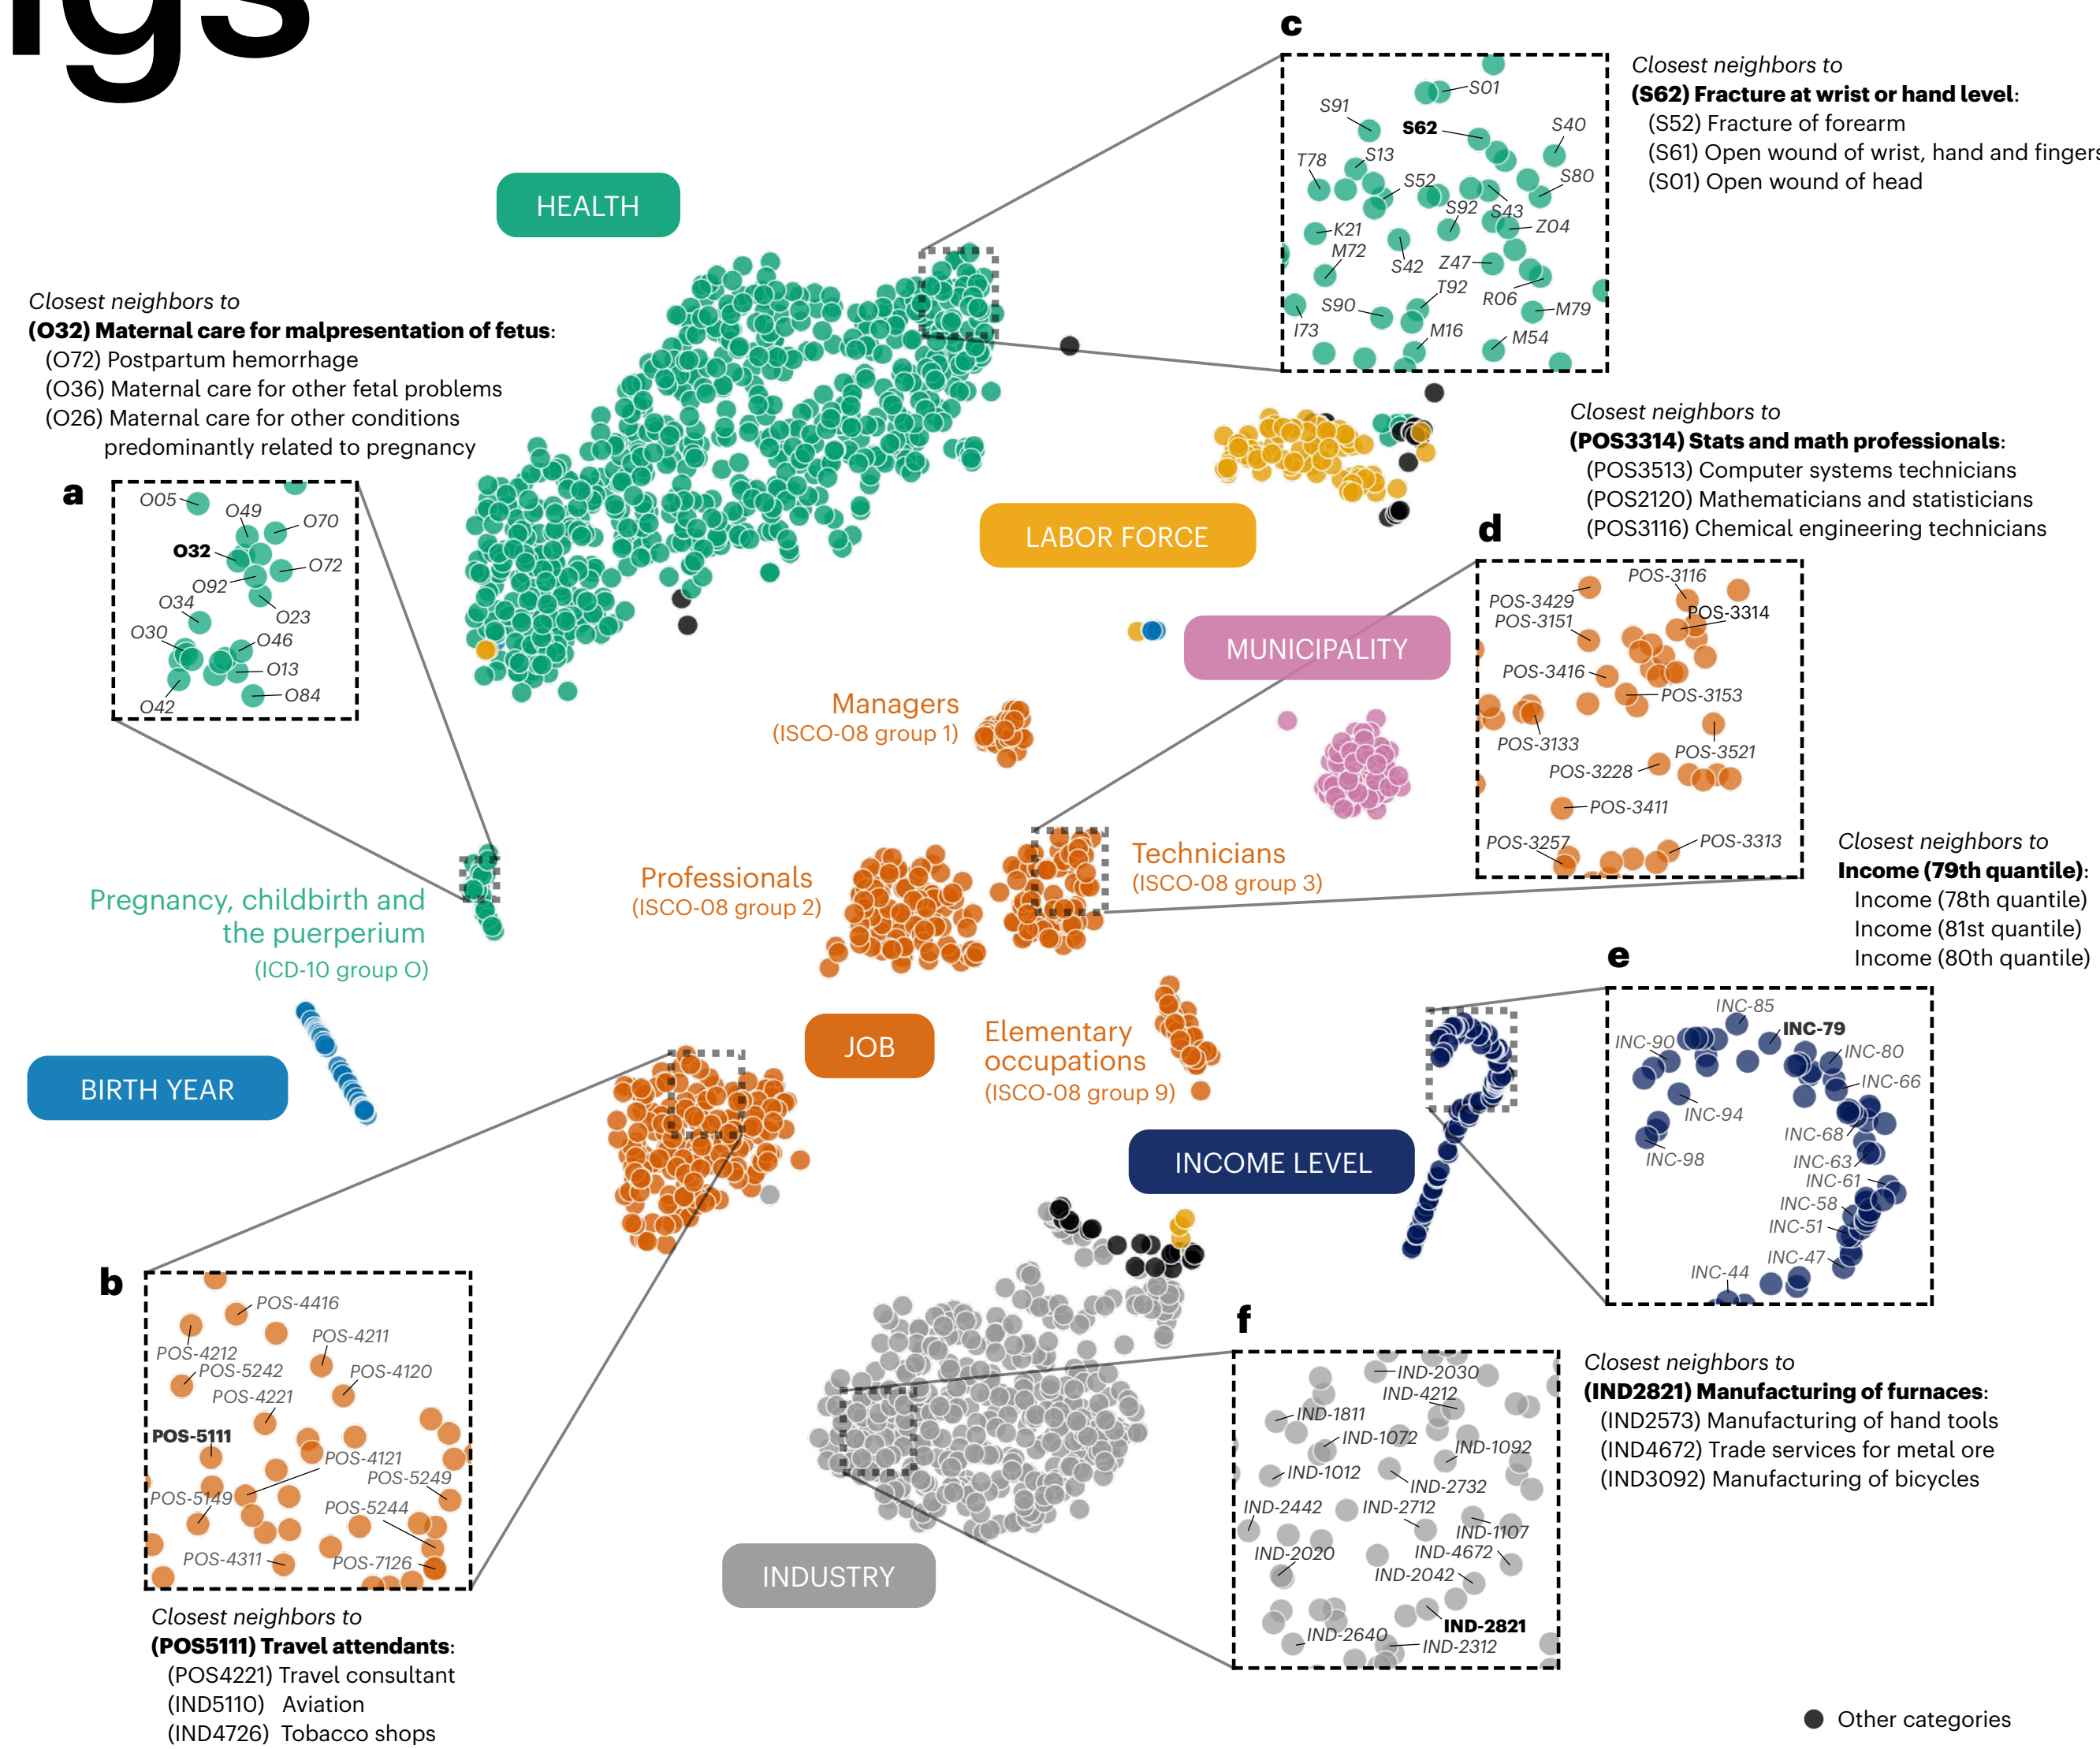 ngs
HEALTH
Closest neighbors to
(O32) Maternal care for malpresentation of fetus:
(O72) Postpartum hemorrhage
(O36) Maternal care for other fetal problems
(O26) Maternal care for other conditions
predominantly related to pregnancy
a
O05
O49
O70
O32
O72
O92
O34
O23
O30
O46
O13
O42
O84
c
S01
S91
S62
S40
T78
S13
S52
S80
S92
S43
K21
Z04
M72
S42
Z47
T92
R06
S90
M79
I73
M16
M54
Closest neighbors to
(S62) Fracture at wrist or hand level:
(S52) Fracture of forearm
(S61) Open wound of wrist, hand and fingers
(S01) Open wound of head
LABOR FORCE
MUNICIPALITY
Closest neighbors to
(POS3314) Stats and math professionals:
(POS3513) Computer systems technicians
(POS2120) Mathematicians and statisticians
(POS3116) Chemical engineering technicians
d
POS-3116
POS-3429
POS-3314
POS-3151
POS-3416
POS-3153
POS-3133
POS-3521
POS-3228
POS-3411
POS-3257
POS-3313
Managers
(ISCO-08 group 1)
Professionals
(ISCO-08 group 2)
Technicians
(ISCO-08 group 3)
Pregnancy, childbirth and
the puerperium
(ICD-10 group O)
BIRTH YEAR
JOB
Elementary
occupations
(ISCO-08 group 9)
INCOME LEVEL
Closest neighbors to
Income (79th quantile):
Income (78th quantile)
Income (81st quantile)
Income (80th quantile)
e
INC-85
INC-79
INC-90
INC-80
INC-66
INC-94
INC-68
INC-98
INC-63
INC-61
INC-58
INC-51
INC-47
INC-44
b
POS-4416
POS-4211
POS-4212
POS-5242
POS-4120
POS-4221
POS-5111
POS-4121
POS-5249
POS-5149
POS-5244
POS-4311
POS-7126
Closest neighbors to
(POS5111) Travel attendants:
(POS4221) Travel consultant
(IND5110) Aviation
(IND4726) Tobacco shops
INDUSTRY
f
IND-2030
IND-4212
IND-1811
IND-1072
IND-1092
IND-1012
IND-2732
IND-2442
IND-2712
IND-1107
IND-2020
IND-4672
IND-2042
IND-2821
IND-2640
IND-2312
Closest neighbors to
(IND2821) Manufacturing of furnaces:
(IND2573) Manufacturing of hand tools
(IND4672) Trade services for metal ore
(IND3092) Manufacturing of bicycles
Other categories